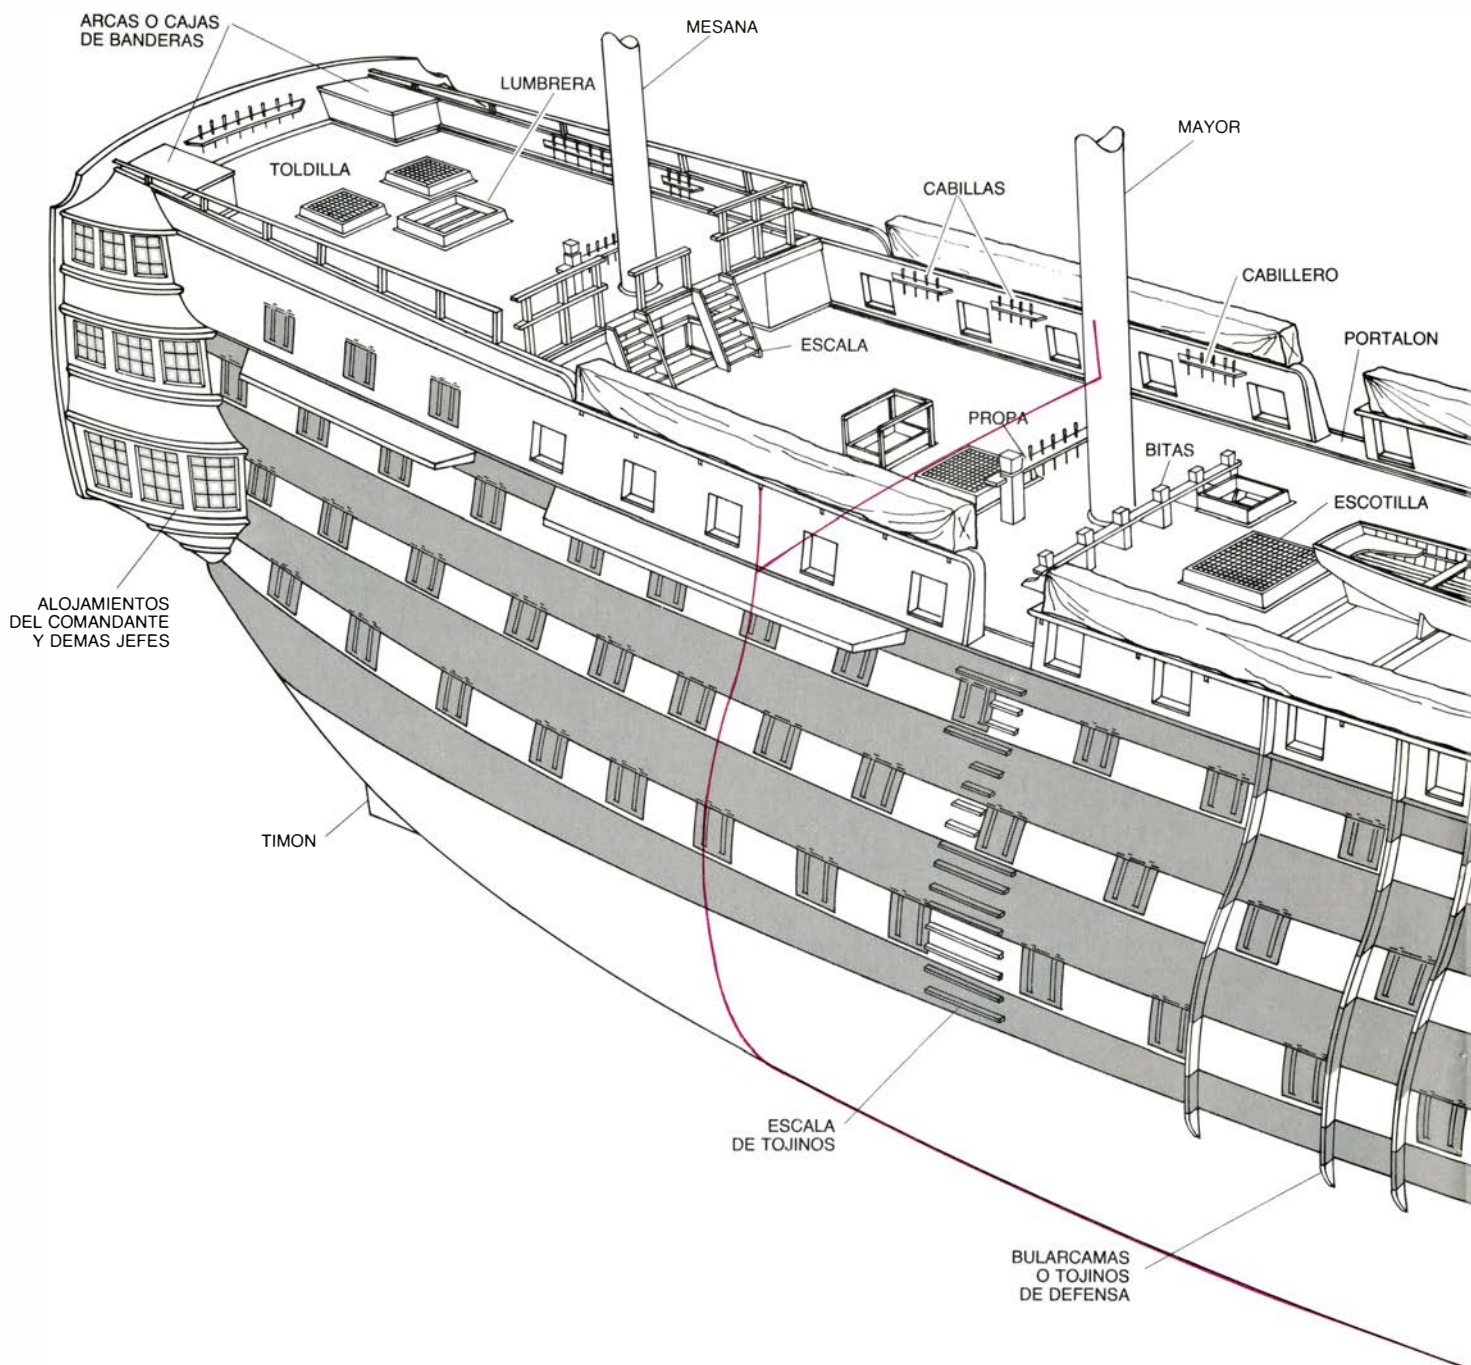 ARCAS O CAJAS
DE BANDERAS
MESANA
LUMBRERA
MAYOR
TOLDILLA
CABILLAS
CABILLERO
ESCALA
PORTALON
PROPA
BITAS
ESCOTILLA
ALOJAMIENTOS
DEL COMANDANTE
Y DEMAS JEFES
TIMON
ESCALA
DE TOJINOS
BULARCAMAS
O TOJINOS
DE DEFENSA